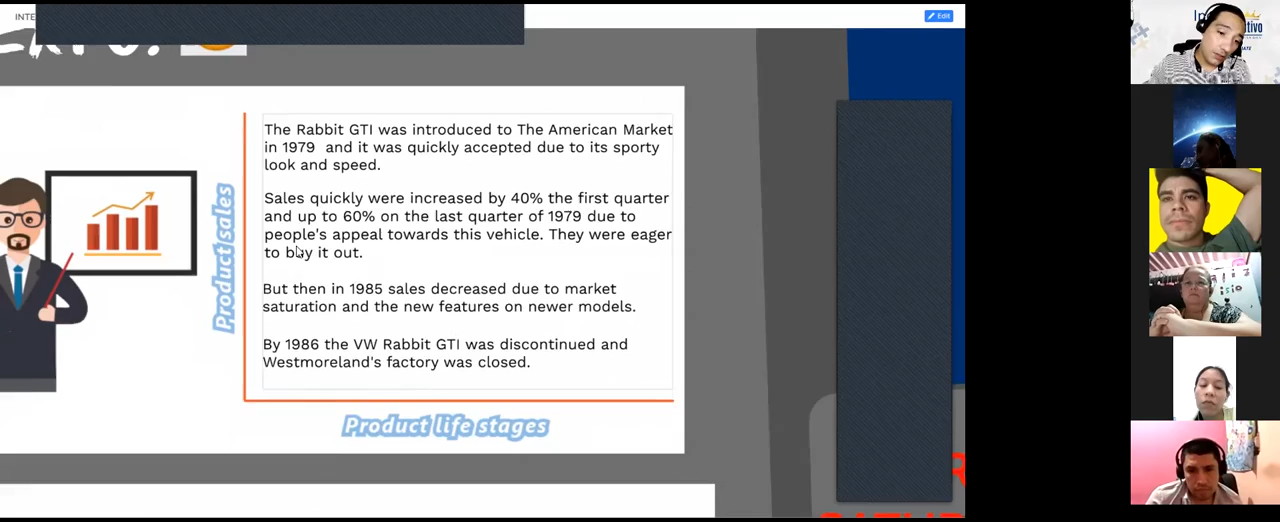 INTE
Edit
The Rabbit GTI was introduced to The American Market
in 1979 and it was quickly accepted due to its sporty
look and speed.
Sales quickly were increased by 40% the first quarter
and up to 60% on the last quarter of 1979 due to
people's appeal towards this vehicle. They were eager
to buy it out.
But then in 1985 sales decreased due to market
saturation and the new features on newer models.
By 1986 the VW Rabbit GTI was discontinued and
Westmoreland's factory was closed.
Product sales
Product life stages